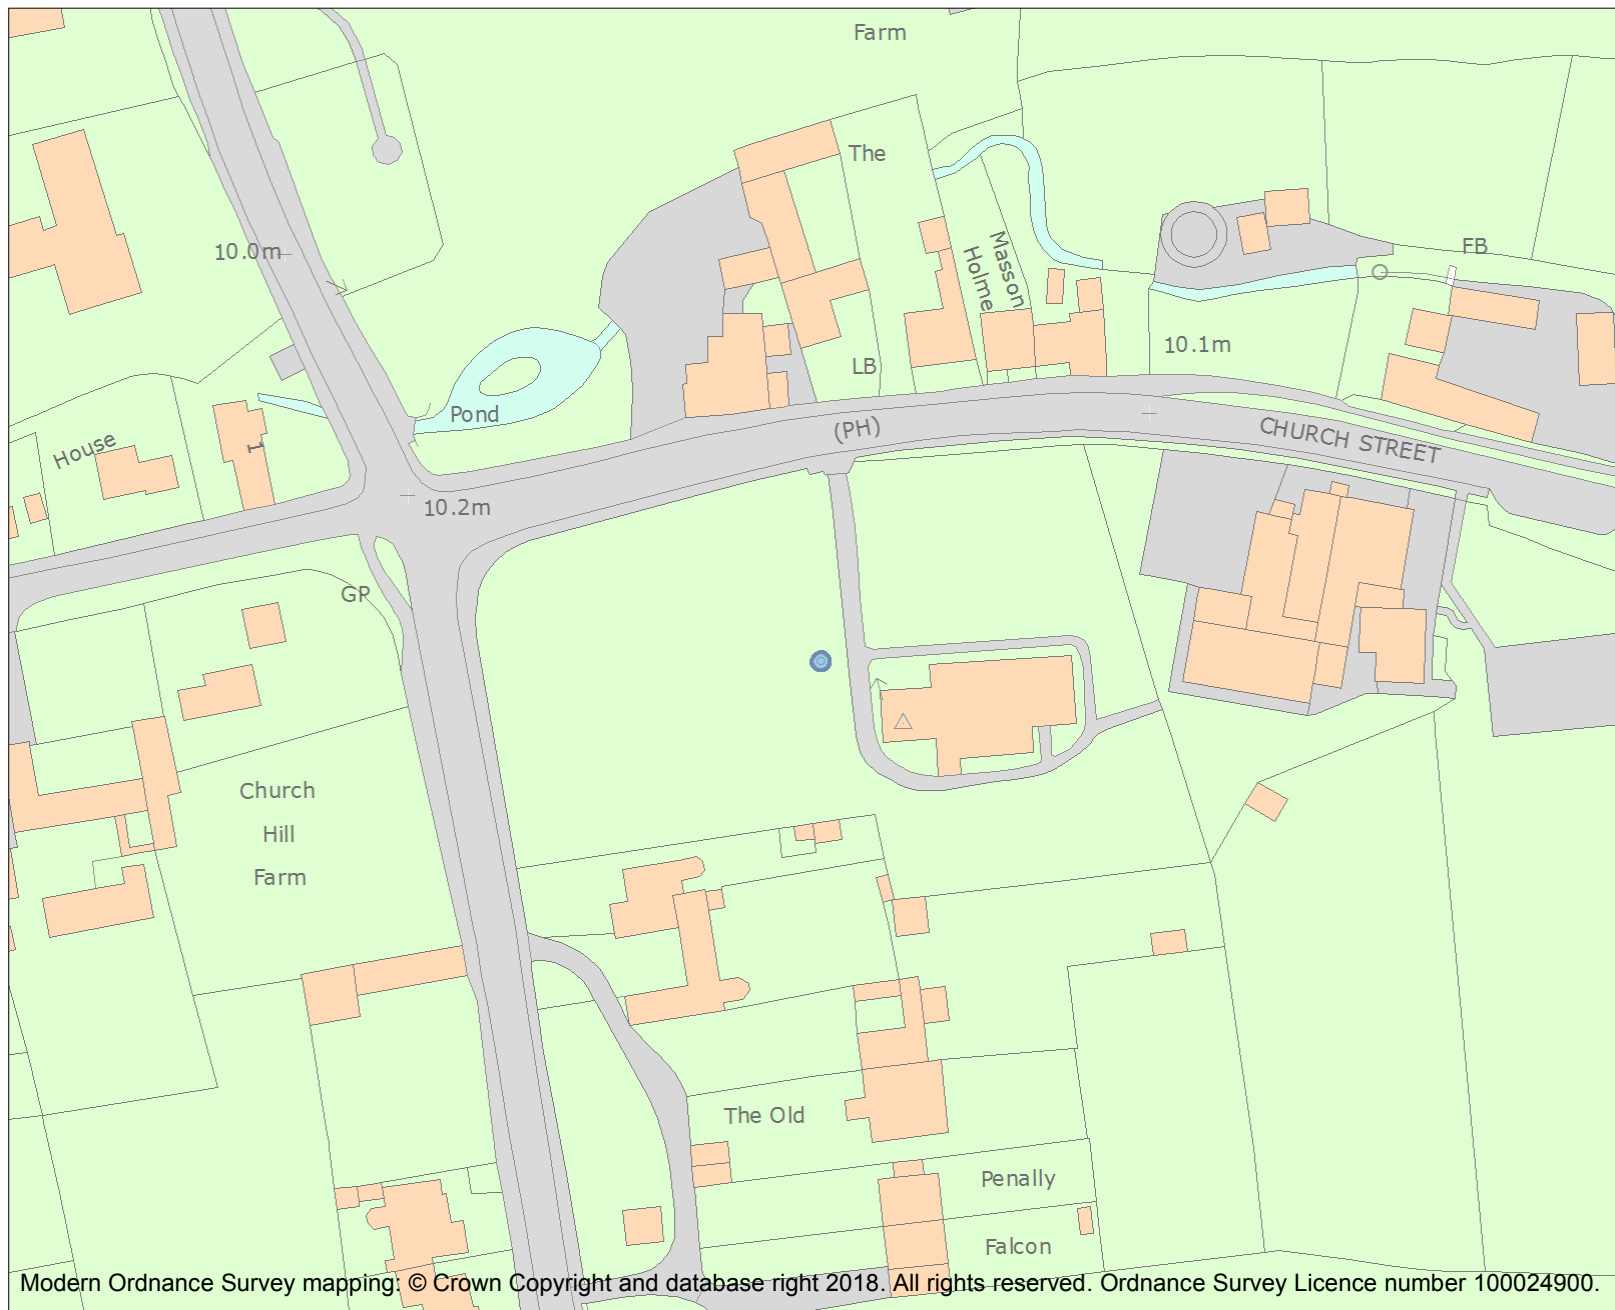 Farm
The
10.0m
Masson
Holme
FB
10.1m
LB
Pond
(PH)
CHURCH STREET
House
1
10.2m
GP
Church
Hill
Farm
The Old
Penally
Falcon
Modern Ordnance Survey mapping: © Crown Copyright and database right 2018. All rights reserved. Ordnance Survey Licence number 100024900.